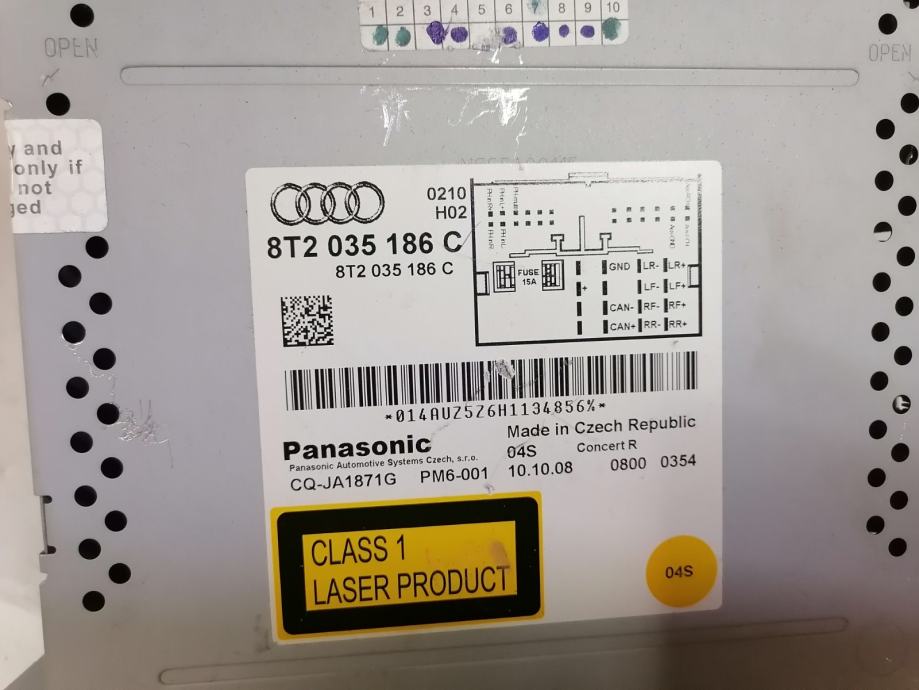 1 2 3 4 5 6 7 8 9 10
OPEN
OPEN
y and
only if
not
ged
0210
H02
8T2 035 186 C
8T2 035 186 C
FUSE
15A
GND LR- LR+
+ LF- LF+
CAN- RF- RF+
CAN+ RR- RR+
*014AUZ5Z6H1134856%*
Panasonic
Made in Czech Republic
Panasonic Automotive Systems Czech, s.r.o.
04S Concert R
CQ-JA1871G PM6-001 10.10.08 0800 0354
CLASS 1
LASER PRODUCT
04S